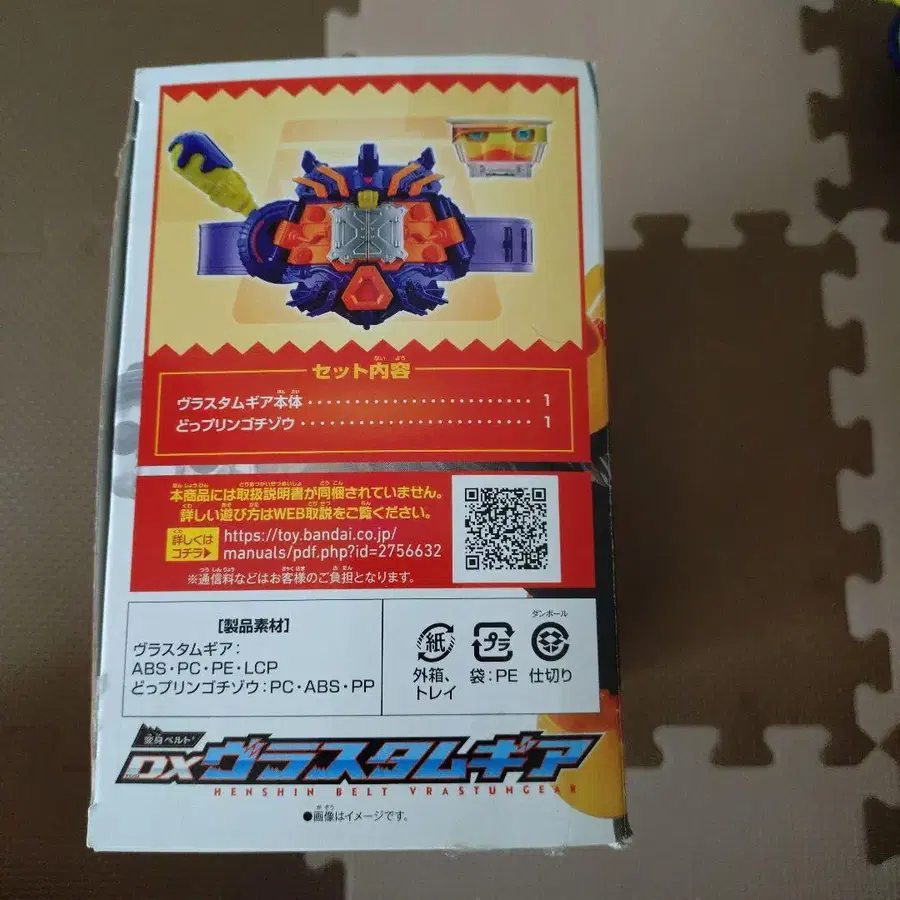 セット内容
ヴラスタムギア本体 1
どっプリンゴチゾウ 1
本商品には取扱説明書が同梱されていません。
詳しい遊び方はWEB取説をご覧ください。
詳しくは
コチラ▶
https://toy.bandai.co.jp/
manuals/pdf.php?id=2756632
※通信料などはお客様のご負担となります。
【製品素材】
ヴラスタムギア：
ABS・PC・PE・LCP
どっプリンゴチゾウ：PC・ABS・PP
紙
外箱、
トレイ
プラ
袋：PE
ダンボール
仕切り
変身ベルト
DXヴラスタムギア
HENSHIN BELT VRASTUMGEAR
●画像はイメージです。